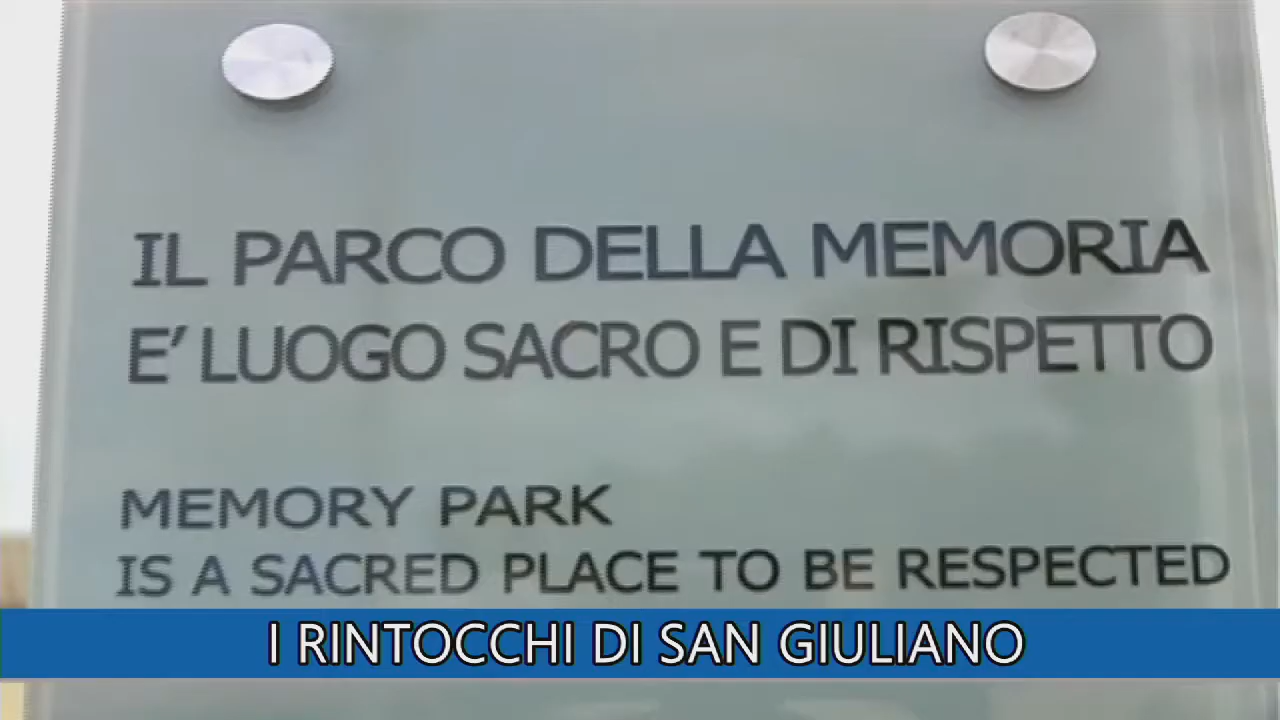 IL PARCO DELLA MEMORIA
E' LUOGO SACRO E DI RISPETTO
MEMORY PARK
IS A SACRED PLACE TO BE RESPECTED
I RINTOCCHI DI SAN GIULIANO